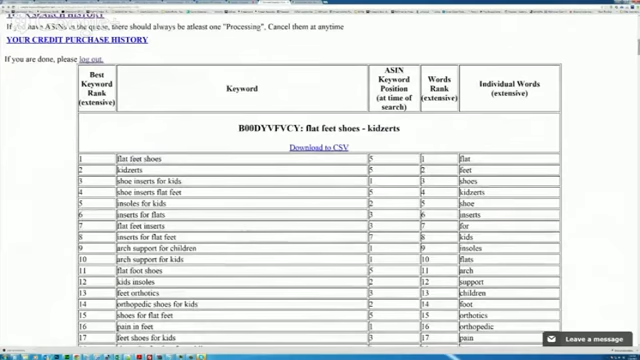 If you have ASINs in the queue, there should always be atleast one "Processing", Cancel them at anytime
YOUR CREDIT PURCHASE HISTORY
If you are done, please log out.
Best Keyword Rank (extensive) Keyword ASIN Keyword Position (at time of search) Words Rank (extensive) Individual Words (extensive)
B00DYVFVCY: flat feet shoes - kidzerts
Download to CSV
1 flat feet shoes 5 1 flat
2 kidzerts 5 2 feet
3 shoe inserts for kids 1 3 shoes
4 shoe inserts flat feet 5 4 kidzerts
5 insoles for kids 2 5 shoe
6 inserts for flats 3 6 inserts
7 flat feet inserts 3 7 for
8 inserts for flat feet 7 8 kids
9 arch support for children 1 9 insoles
10 arch support for kids 1 10 flats
11 flat foot shoes 5 11 arch
12 kids insoles 2 12 support
13 feet orthotics 3 13 children
14 orthopedic shoes for kids 2 14 foot
15 shoes for flat feet 5 15 orthotics
16 pain in feet 1 16 orthopedic
17 feet shoes for kids 3 17 pain
Leave a message